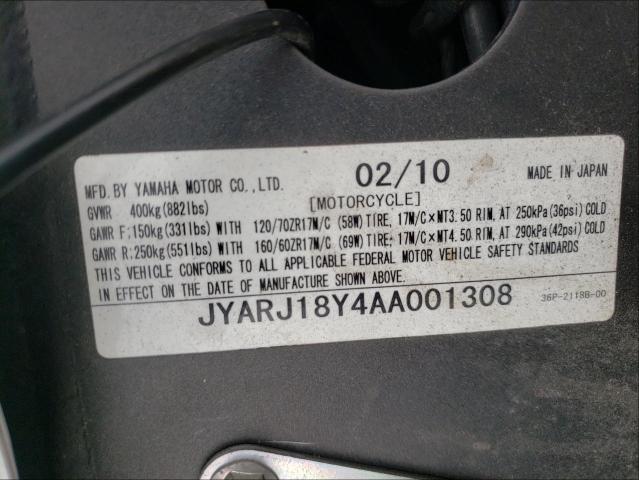 MFD. BY YAMAHA MOTOR CO., LTD. 02/10 MADE IN JAPAN
GVWR 400kg(882lbs) [MOTORCYCLE]
GAWR F:150kg(331lbs) WITH 120/70ZR17M/C (58W) TIRE, 17M/C×MT3.50 RIM, AT 250kPa(36psi) COLD
GAWR R:250kg(551lbs) WITH 160/60ZR17M/C (69W) TIRE; 17M/C×MT4.50 RIM, AT 290kPa(42psi) COLD
THIS VEHICLE CONFORMS TO ALL APPLICABLE FEDERAL MOTOR VEHICLE SAFETY STANDARDS
IN EFFECT ON THE DATE OF MANUFACTURE SHOWN ABOVE.
JYARJ18Y4AA001308 36P-2118B-00